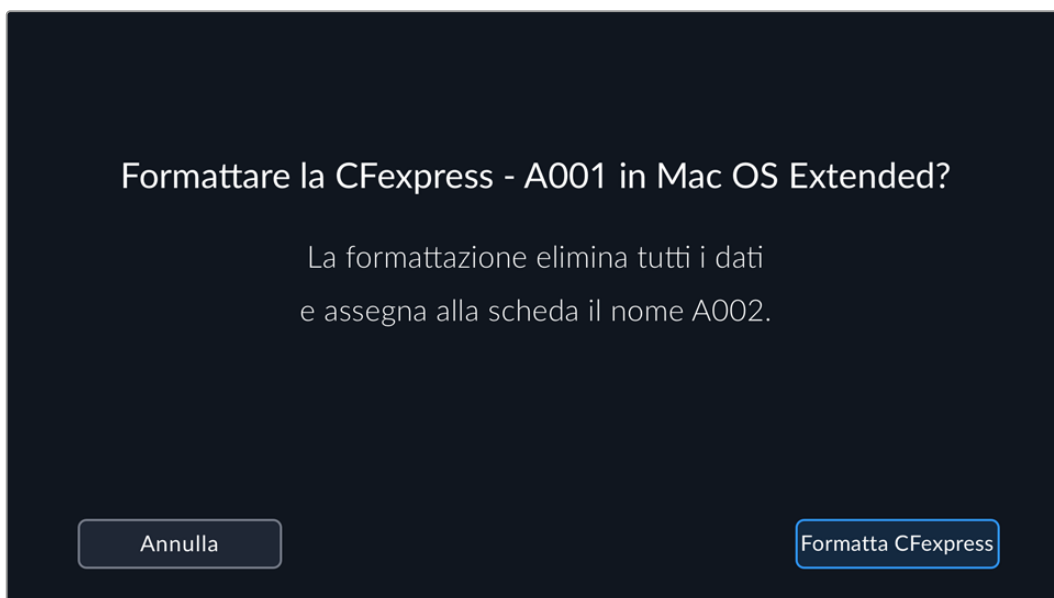 Formattare la CFexpress - A001 in Mac OS Extended?
La formattazione elimina tutti i dati
e assegna alla scheda il nome A002.
Annulla
Formatta CFexpress